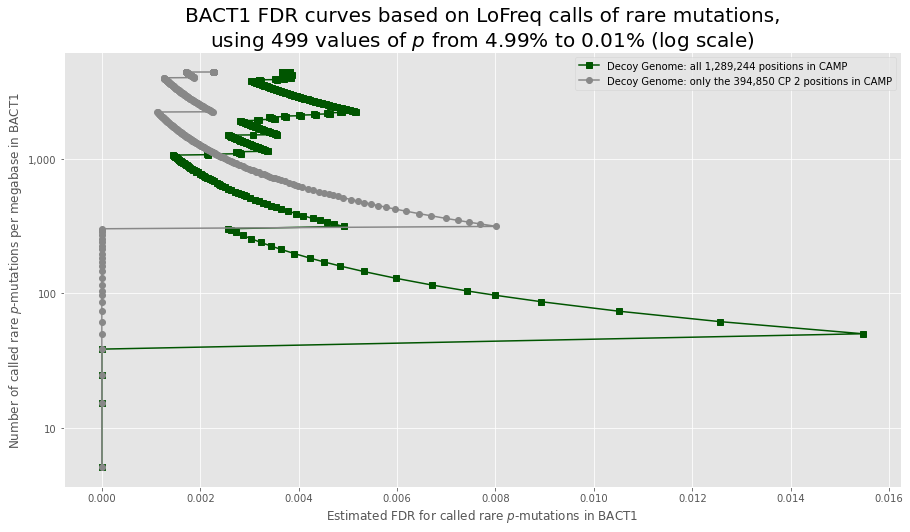 BACT1 FDR curves based on LoFreq calls of rare mutations,
using 499 values of p from 4.99% to 0.01% (log scale)
Decoy Genome: all 1,289,244 positions in CAMP
Decoy Genome: only the 394,850 CP 2 positions in CAMP
Number of called rare p-mutations per megabase in BACT1
1,000
100
10
0.000 0.002 0.004 0.006 0.008 0.010 0.012 0.014 0.016
Estimated FDR for called rare p-mutations in BACT1